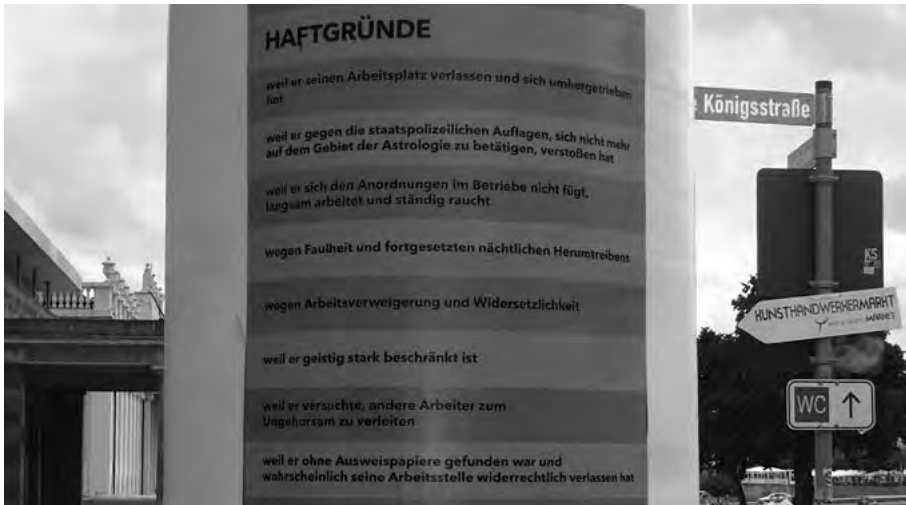 HAFTGRÜNDE
weil er seinen Arbeitsplatz verlassen und sich umhergetrieben
hat
weil er gegen die staatspolizeilichen Auflagen, sich nicht mehr
auf dem Gebiet der Astrologie zu betätigen, verstoßen hat
weil er sich den Anordnungen im Betriebe nicht fügt,
langsam arbeitet und ständig raucht
wegen Faulheit und fortgesetzten nächtlichen Herumtreibens
wegen Arbeitsverweigerung und Widersetzlichkeit
weil er geistig stark beschränkt ist
weil er versuchte, andere Arbeiter zum
Ungehorsam zu verleiten
weil er ohne Ausweispapiere gefunden war und
wahrscheinlich seine Arbeitsstelle widerrechtlich verlassen hat
Königsstraße
KS
KUNSTHANDWERKERMARKT
MARKET
WC